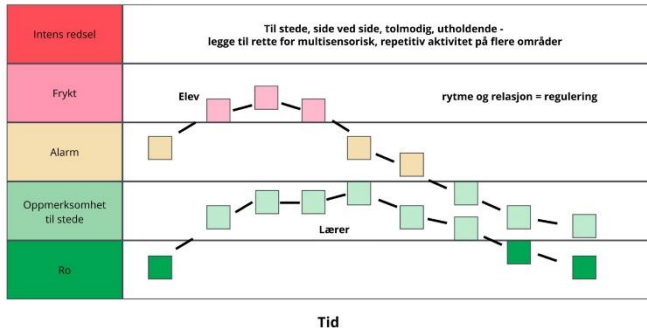 Intens redsel
Til stede, side ved side, tolmodig, utholdende -
legge til rette for multisensorisk, repetitiv aktivitet på flere områder
Frykt
Elev
rytme og relasjon = regulering
Alarm
Oppmerksomhet
til stede
Lærer
Ro
Tid